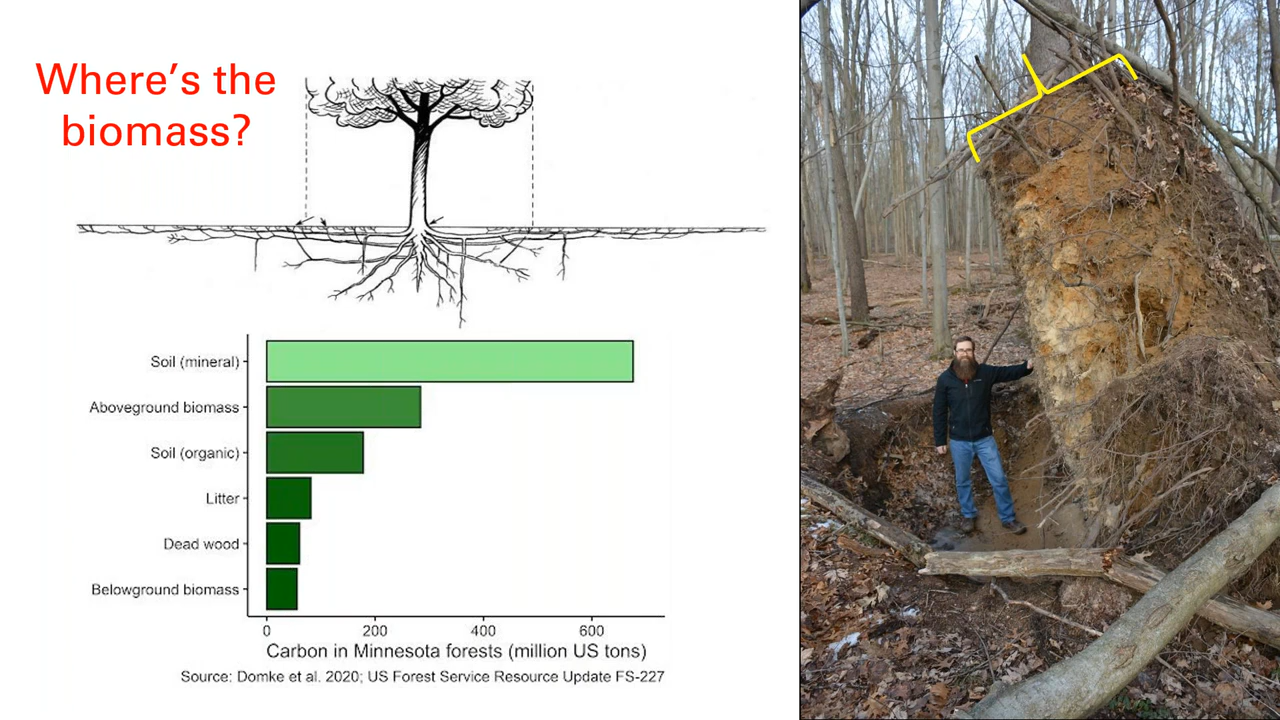 Where's the
biomass?
Soil (mineral)
Aboveground biomass
Soil (organic)
Litter
Dead wood
Belowground biomass
0 200 400 600
Carbon in Minnesota forests (million US tons)
Source: Domke et al. 2020; US Forest Service Resource Update FS-227